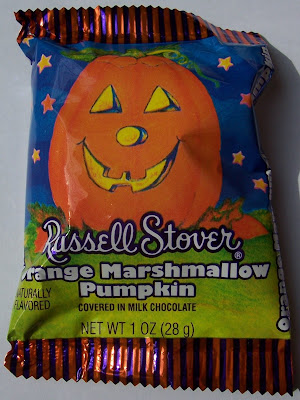 Russell Stover®
Orange Marshmallow
Pumpkin
NATURALLY
FLAVORED
COVERED IN MILK CHOCOLATE
NET WT 1 OZ (28 g)